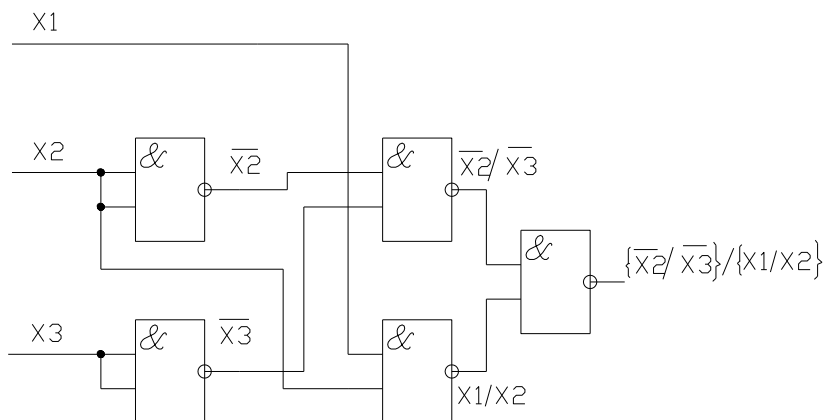 X1
X2
&
X̅2̅
&
X̅2̅/X̅3̅
&
{X̅2̅/X̅3̅}/{X1/X2}
X3
&
X̅3̅
&
X1/X2